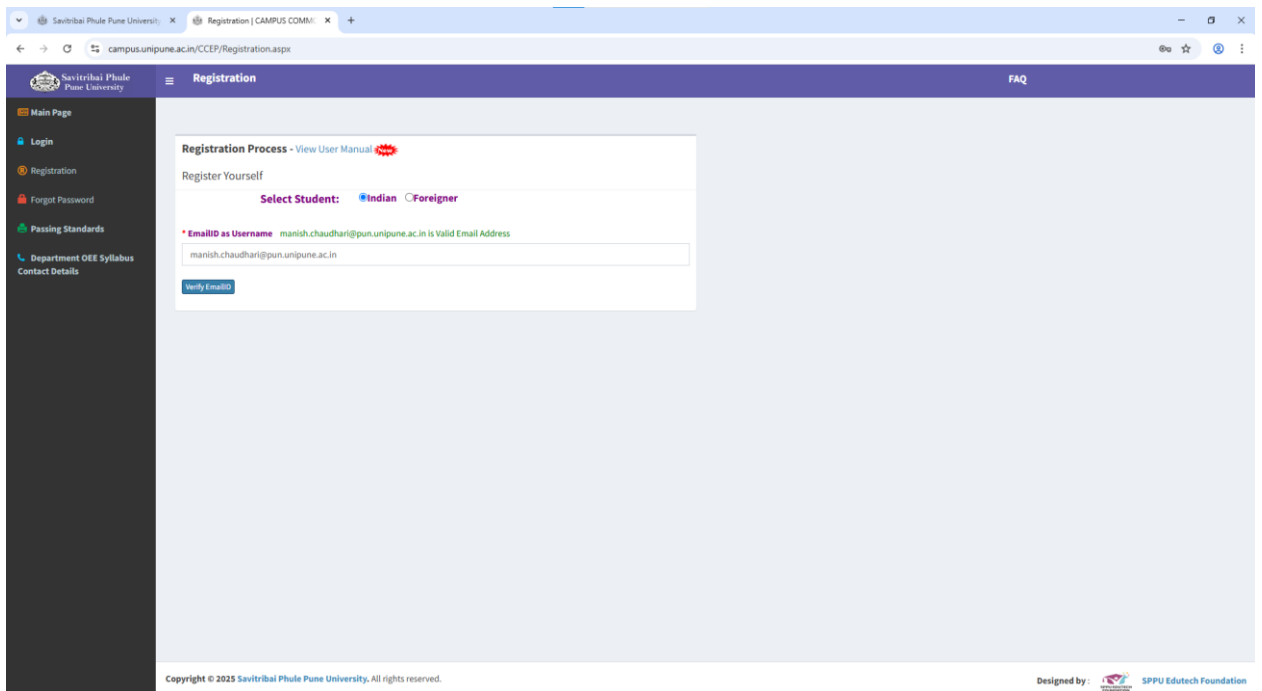 Savitribai Phule Pune University
Registration | CAMPUS COMMO
campus.unipune.ac.in/CCEP/Registration.aspx
Savitribai Phule
Pune University
Registration
FAQ
Main Page
Login
Registration
Forgot Password
Passing Standards
Department OEE Syllabus
Contact Details
Registration Process - View User Manual New
Register Yourself
Select Student: Indian Foreigner
* EmailID as Username manish.chaudhari@pun.unipune.ac.in is Valid Email Address
manish.chaudhari@pun.unipune.ac.in
Verify EmailID
Copyright © 2025 Savitribai Phule Pune University. All rights reserved.
Designed by : SPPU Edutech Foundation